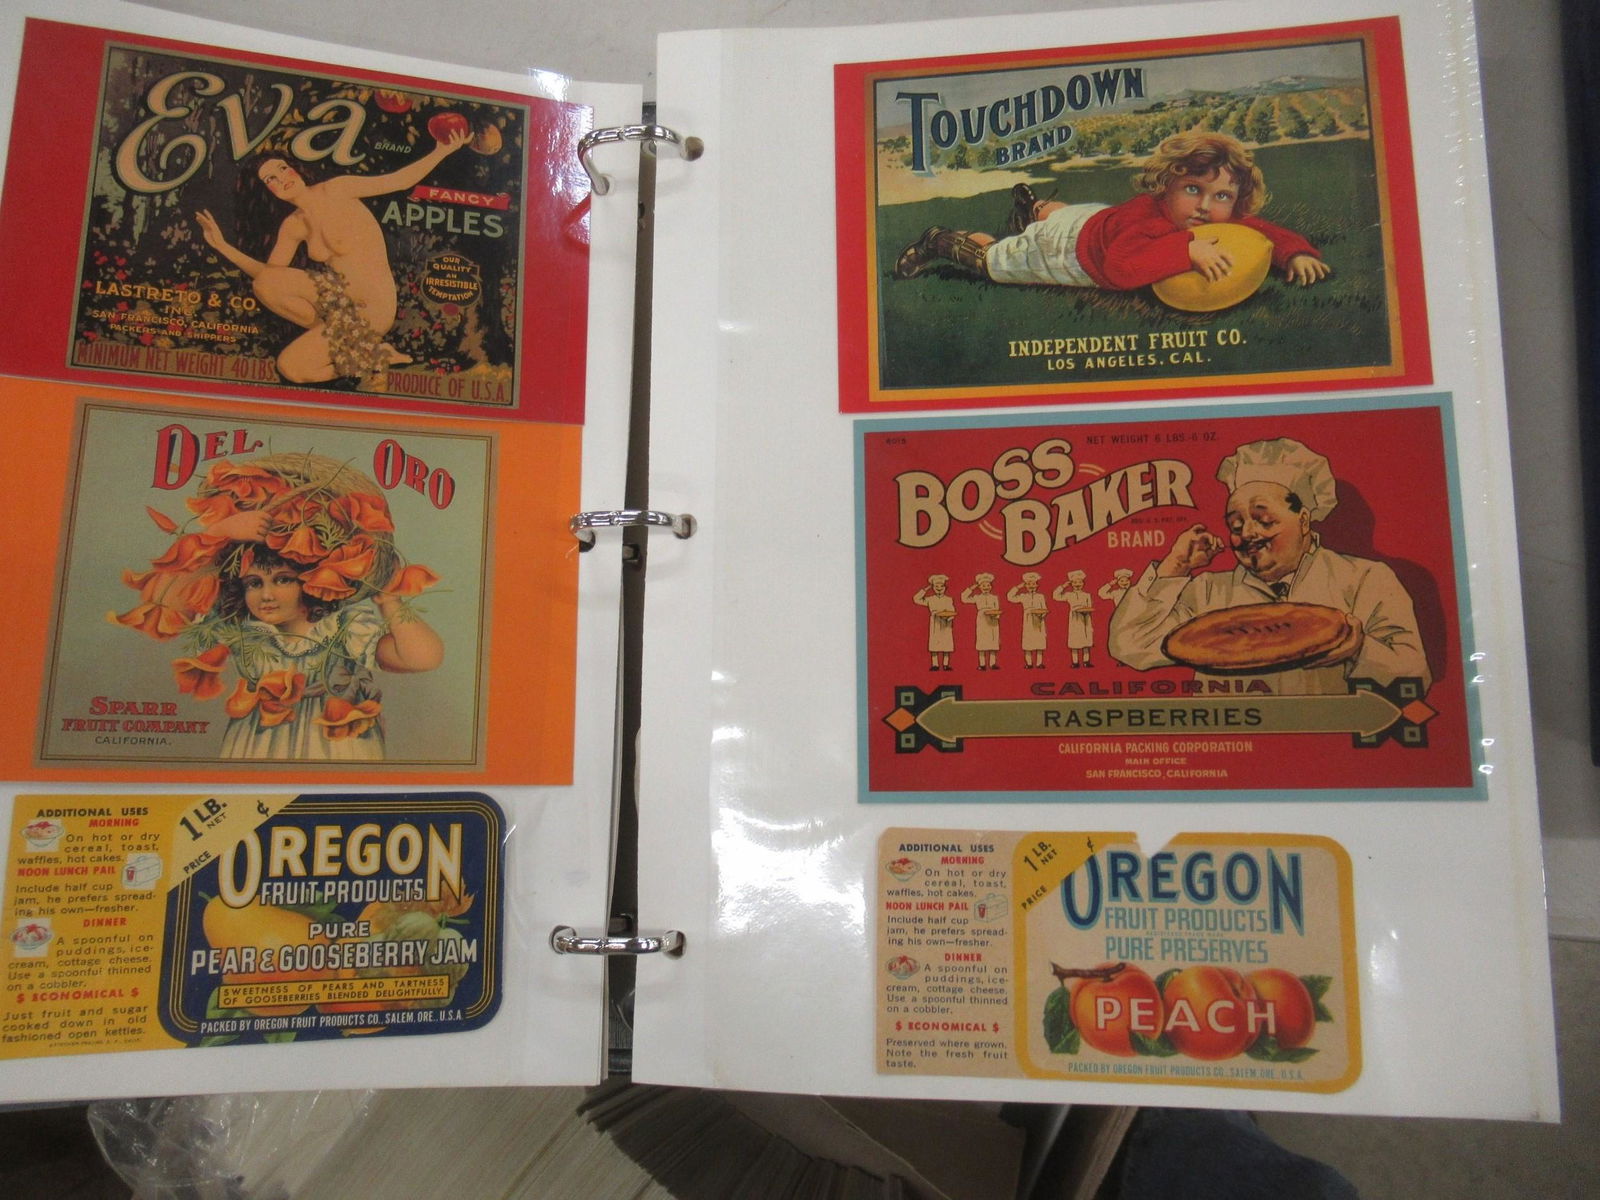 Eva
BRAND
FANCY
APPLES
OUR
QUALITY
AN
IRRESISTIBLE
TEMPTATION
LASTRETO & CO.
INC.
SAN FRANCISCO, CALIFORNIA
PACKERS AND SHIPPERS
MINIMUM NET WEIGHT 40 LBS.
PRODUCE OF U.S.A.
DEL ORO
SPARR
FRUIT COMPANY
CALIFORNIA.
ADDITIONAL USES
MORNING
On hot or dry
cereal, toast,
waffles, hot cakes.
NOON LUNCH PAIL
Include half cup
jam, he prefers spread-
ing his own—fresher.
DINNER
A spoonful on
puddings, ice-
cream, cottage cheese.
Use a spoonful thinned
on a cobbler.
$ ECONOMICAL $
Just fruit and sugar
cooked down in old
fashioned open kettles.
1 LB.
NET
PRICE ¢
OREGON
FRUIT PRODUCTS
PURE
PEAR & GOOSEBERRY JAM
SWEETNESS OF PEARS AND TARTNESS
OF GOOSEBERRIES BLENDED DELIGHTFULLY.
PACKED BY OREGON FRUIT PRODUCTS CO., SALEM, ORE., U.S.A.
TOUCHDOWN
BRAND
INDEPENDENT FRUIT CO.
LOS ANGELES, CAL.
6015
NET WEIGHT 6 LBS.-6 OZ.
BOSS
BAKER
REG. U.S. PAT. OFF.
BRAND
CALIFORNIA
RASPBERRIES
CALIFORNIA PACKING CORPORATION
MAIN OFFICE
SAN FRANCISCO, CALIFORNIA
ADDITIONAL USES
MORNING
On hot or dry
cereal, toast,
waffles, hot cakes.
NOON LUNCH PAIL
Include half cup
jam, he prefers spread-
ing his own—fresher.
DINNER
A spoonful on
puddings, ice-
cream, cottage cheese.
Use a spoonful thinned
on a cobbler.
$ ECONOMICAL $
Preserved where grown.
Note the fresh fruit
taste.
1 LB.
NET
PRICE ¢
OREGON
FRUIT PRODUCTS
REGISTERED TRADE MARK
PURE PRESERVES
PEACH
PACKED BY OREGON FRUIT PRODUCTS CO., SALEM, ORE., U.S.A.